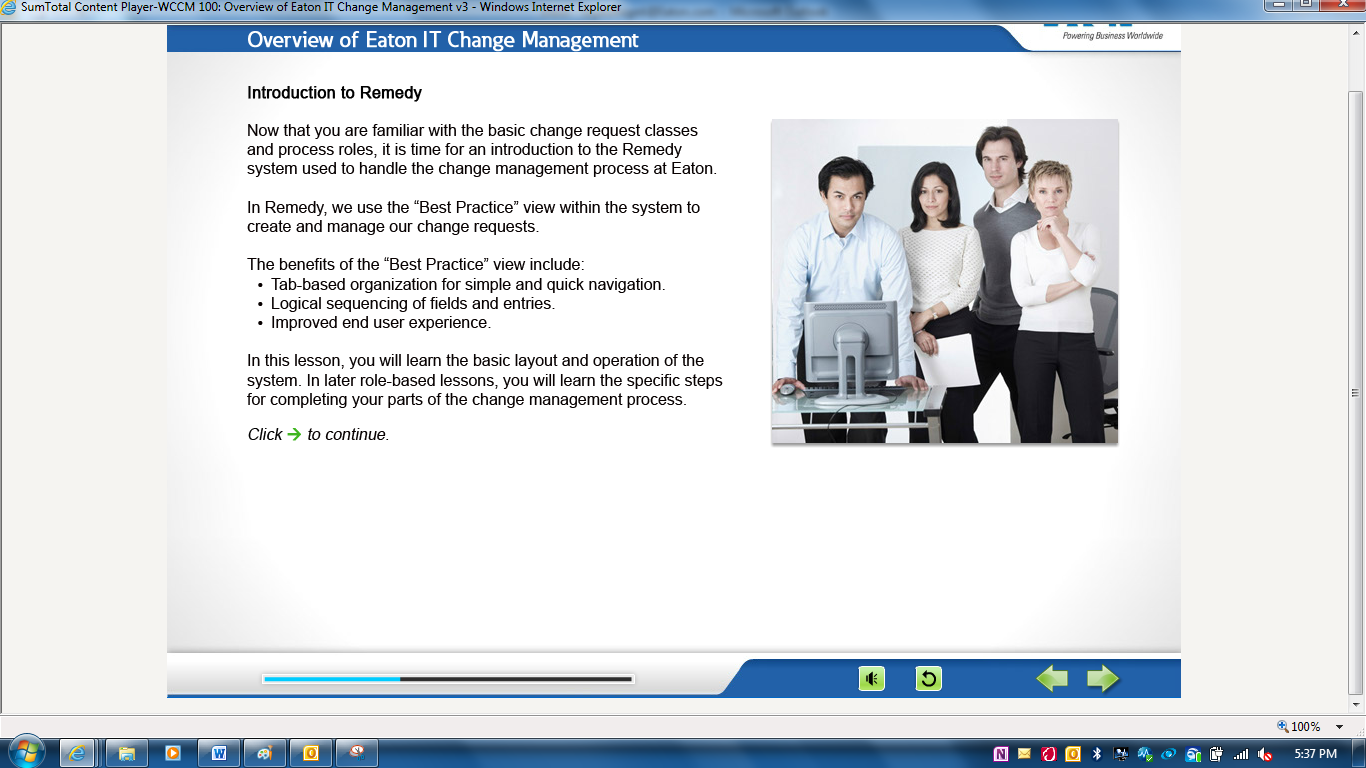 SumTotal Content Player-WCCM 100: Overview of Eaton IT Change Management v3 - Windows Internet Explorer
Overview of Eaton IT Change Management
Powering Business Worldwide
Introduction to Remedy
Now that you are familiar with the basic change request classes
and process roles, it is time for an introduction to the Remedy
system used to handle the change management process at Eaton.
In Remedy, we use the “Best Practice” view within the system to
create and manage our change requests.
The benefits of the “Best Practice” view include:
• Tab-based organization for simple and quick navigation.
• Logical sequencing of fields and entries.
• Improved end user experience.
In this lesson, you will learn the basic layout and operation of the
system. In later role-based lessons, you will learn the specific steps
for completing your parts of the change management process.
Click → to continue.
100%
5:37 PM